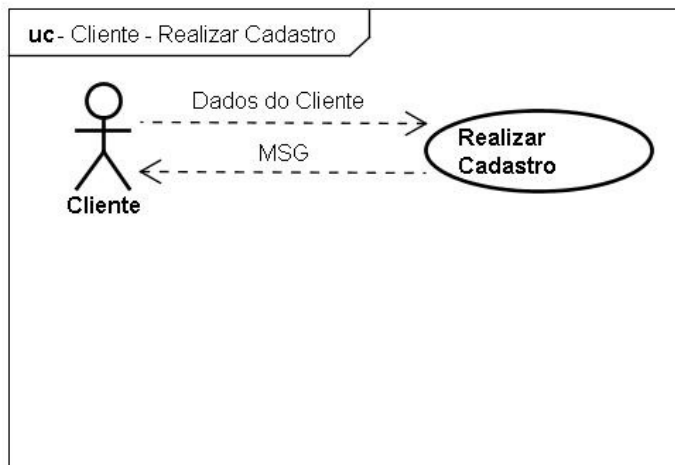 uc - Cliente - Realizar Cadastro
Dados do Cliente
MSG
Realizar
Cadastro
Cliente